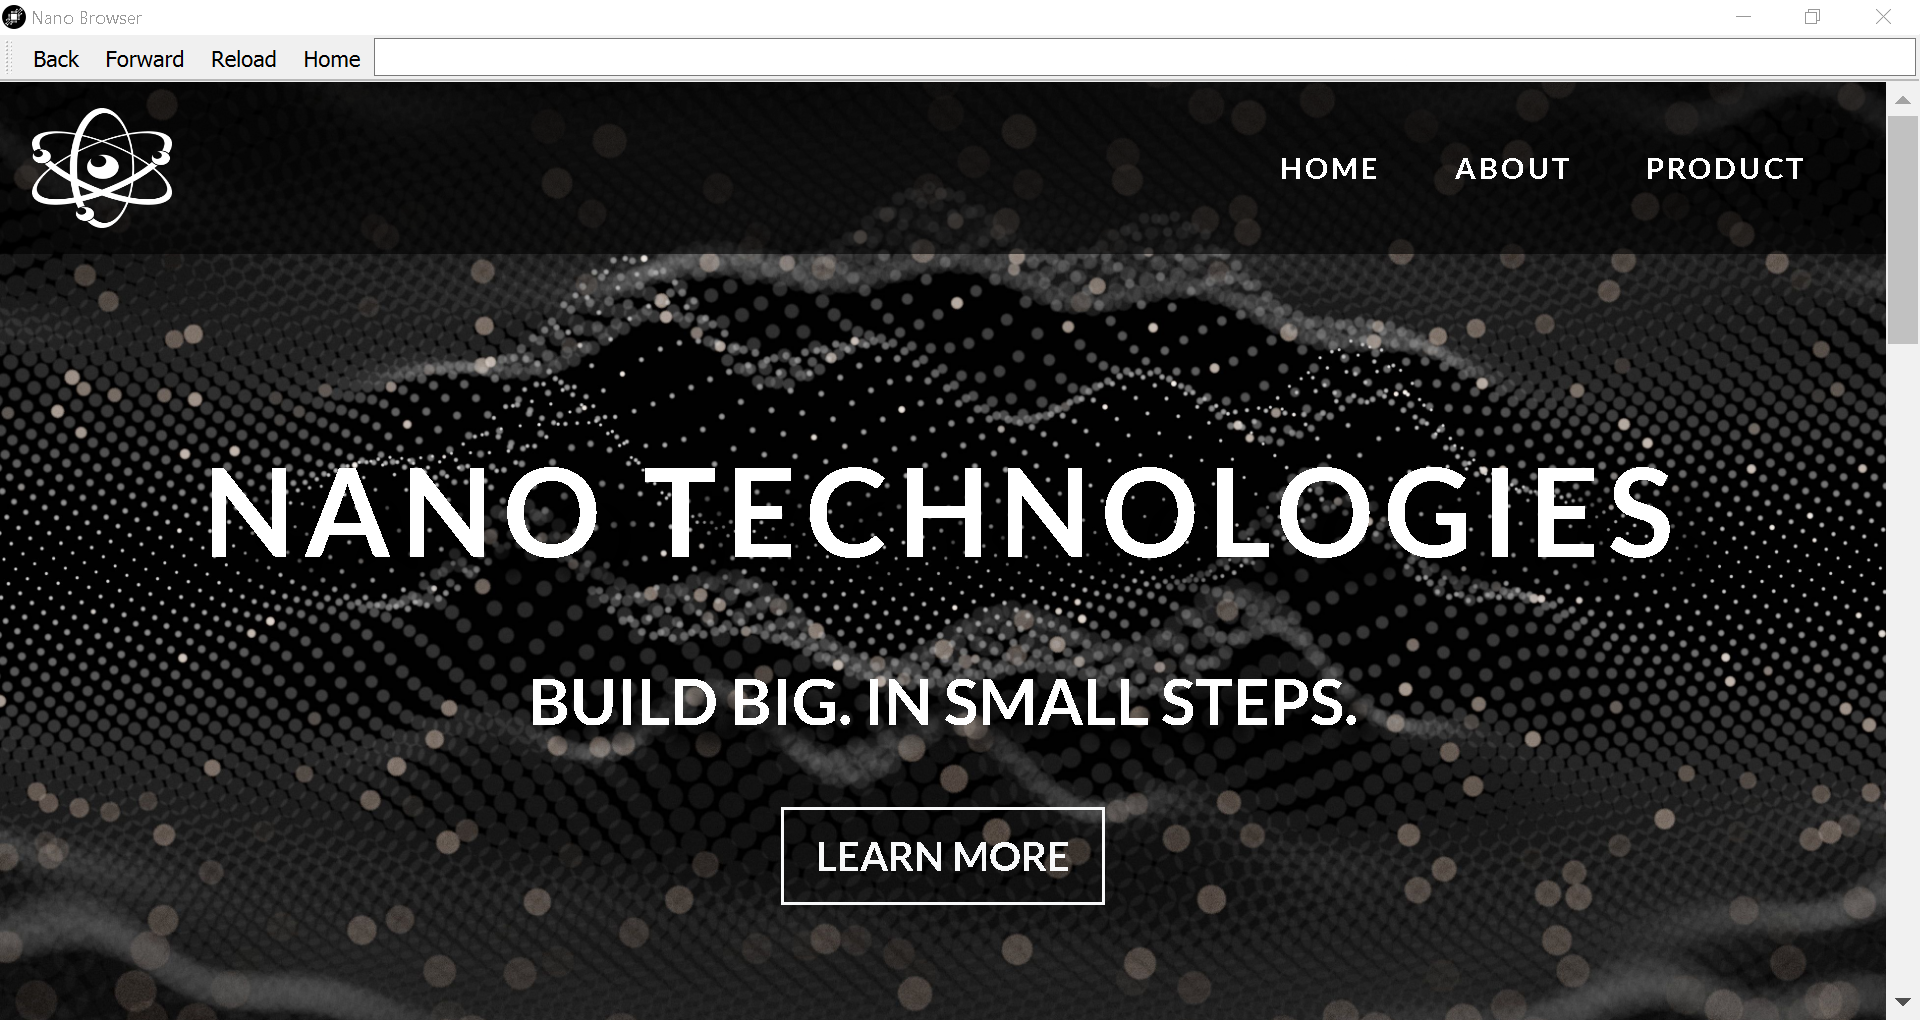 Nano Browser
Back Forward Reload Home
HOME ABOUT PRODUCT
NANO TECHNOLOGIES
BUILD BIG. IN SMALL STEPS.
LEARN MORE